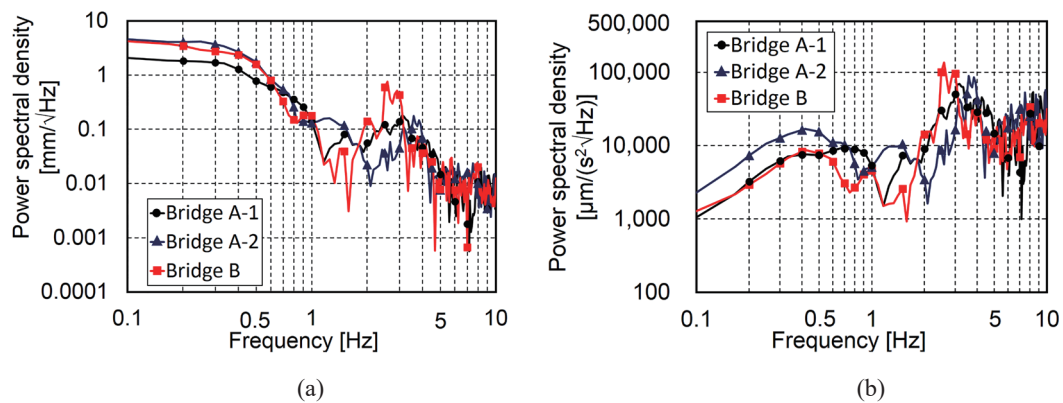 Power spectral density
[mm/√Hz]
10
1
0.1
0.01
0.001
0.0001
Bridge A-1
Bridge A-2
Bridge B
0.1
0.5
1
5
10
Frequency [Hz]
(a)
Power spectral density
[µm/(s²√Hz)]
500,000
100,000
10,000
1,000
100
Bridge A-1
Bridge A-2
Bridge B
0.1
0.5
1
5
10
Frequency [Hz]
(b)